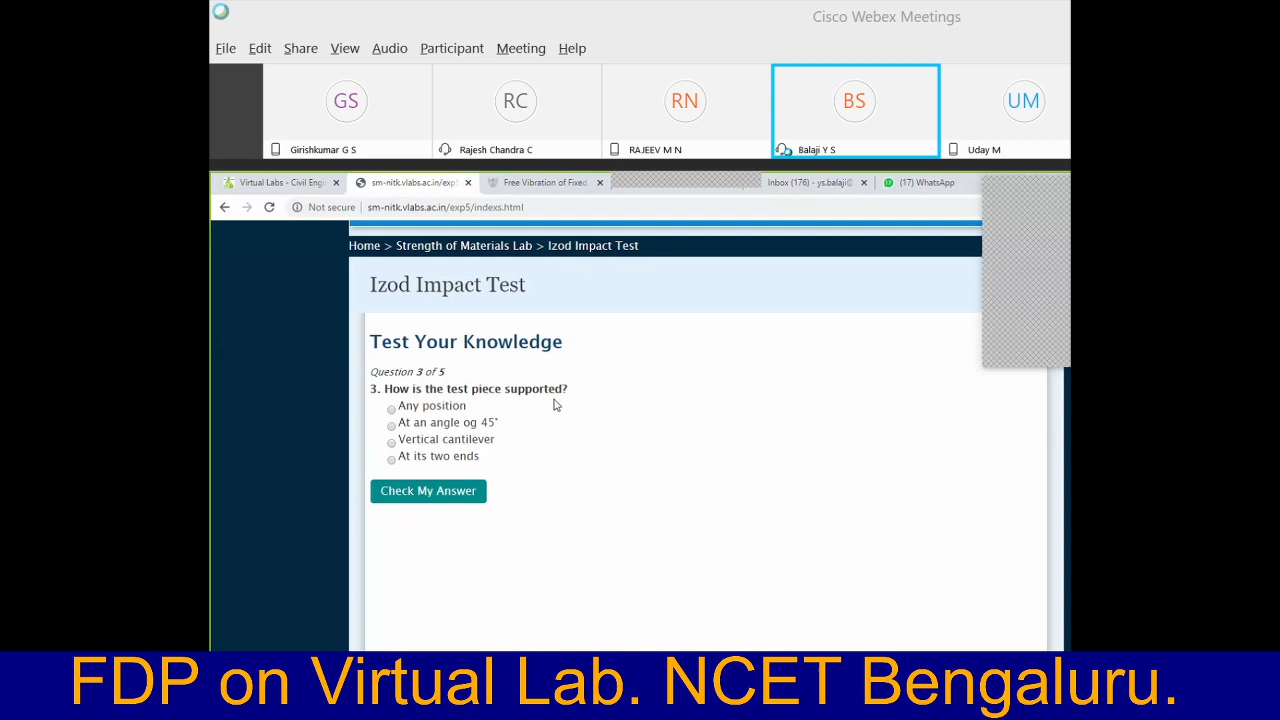 Cisco Webex Meetings
File Edit Share View Audio Participant Meeting Help
GS RC RN BS UM
Girishkumar G S Rajesh Chandra C RAJEEV M N Balaji Y S Uday M
Virtual Labs - Civil Engi sm-nitk.vlabs.ac.in/exp5 Free Vibration of Fixed Inbox (176) - ys.balaji@ (17) WhatsApp
Not secure sm-nitk.vlabs.ac.in/exp5/indexs.html
Home > Strength of Materials Lab > Izod Impact Test
Izod Impact Test
Test Your Knowledge
Question 3 of 5
3. How is the test piece supported?
Any position
At an angle og 45°
Vertical cantilever
At its two ends
Check My Answer
FDP on Virtual Lab. NCET Bengaluru.